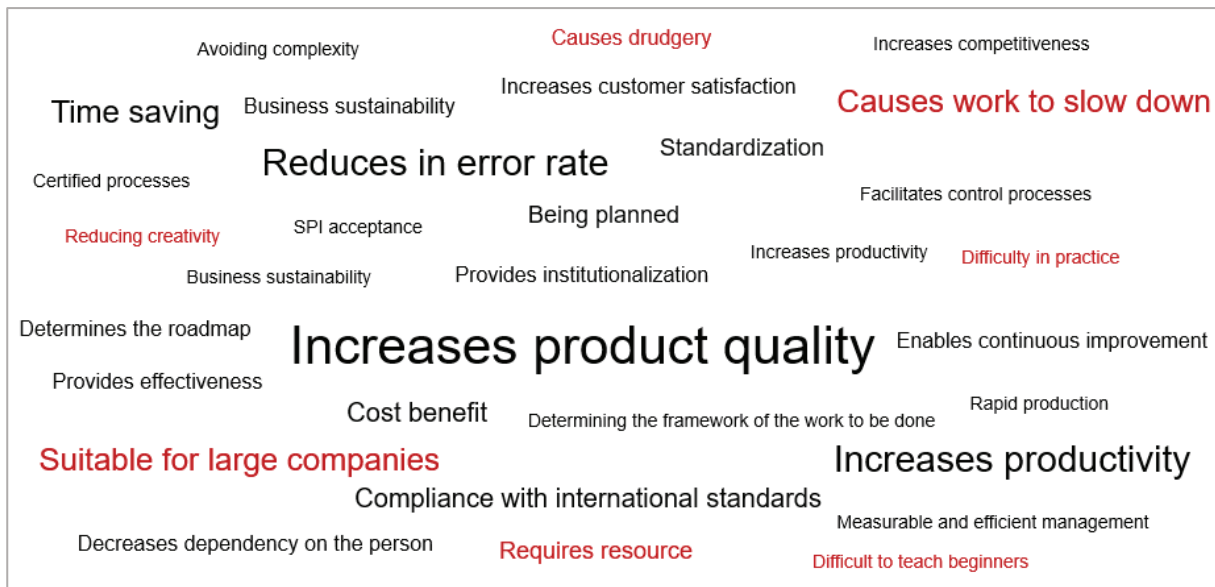 Causes drudgery
Increases competitiveness
Avoiding complexity
Increases customer satisfaction
Causes work to slow down
Time saving
Business sustainability
Standardization
Reduces in error rate
Certified processes
Facilitates control processes
Being planned
SPI acceptance
Reducing creativity
Increases productivity
Difficulty in practice
Business sustainability
Provides institutionalization
Determines the roadmap
Increases product quality
Enables continuous improvement
Provides effectiveness
Rapid production
Cost benefit
Determining the framework of the work to be done
Suitable for large companies
Increases productivity
Compliance with international standards
Measurable and efficient management
Decreases dependency on the person
Requires resource
Difficult to teach beginners